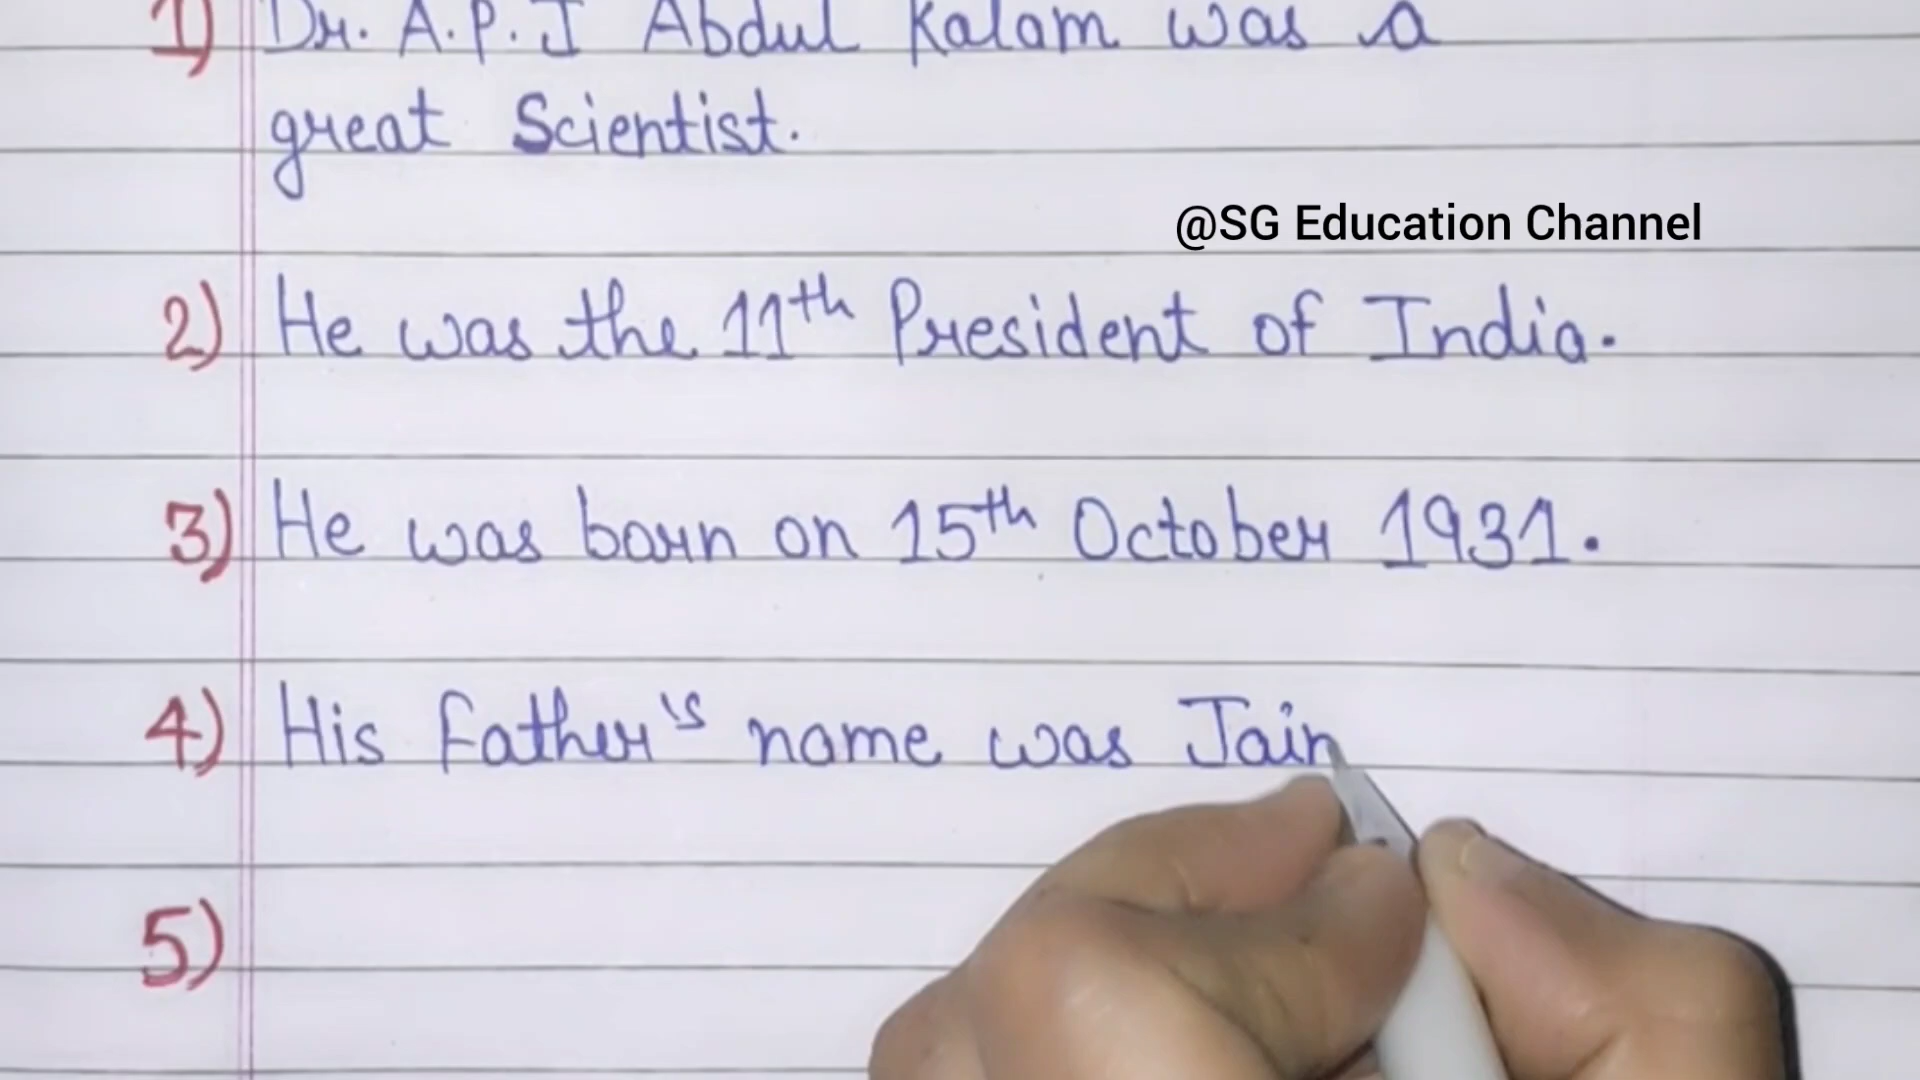 1) Dr. A.P.J Abdul Kalam was a
great Scientist.
@SG Education Channel
2) He was the 11th President of India.
3) He was born on 15th October 1931.
4) His Father's name was Jain
5)